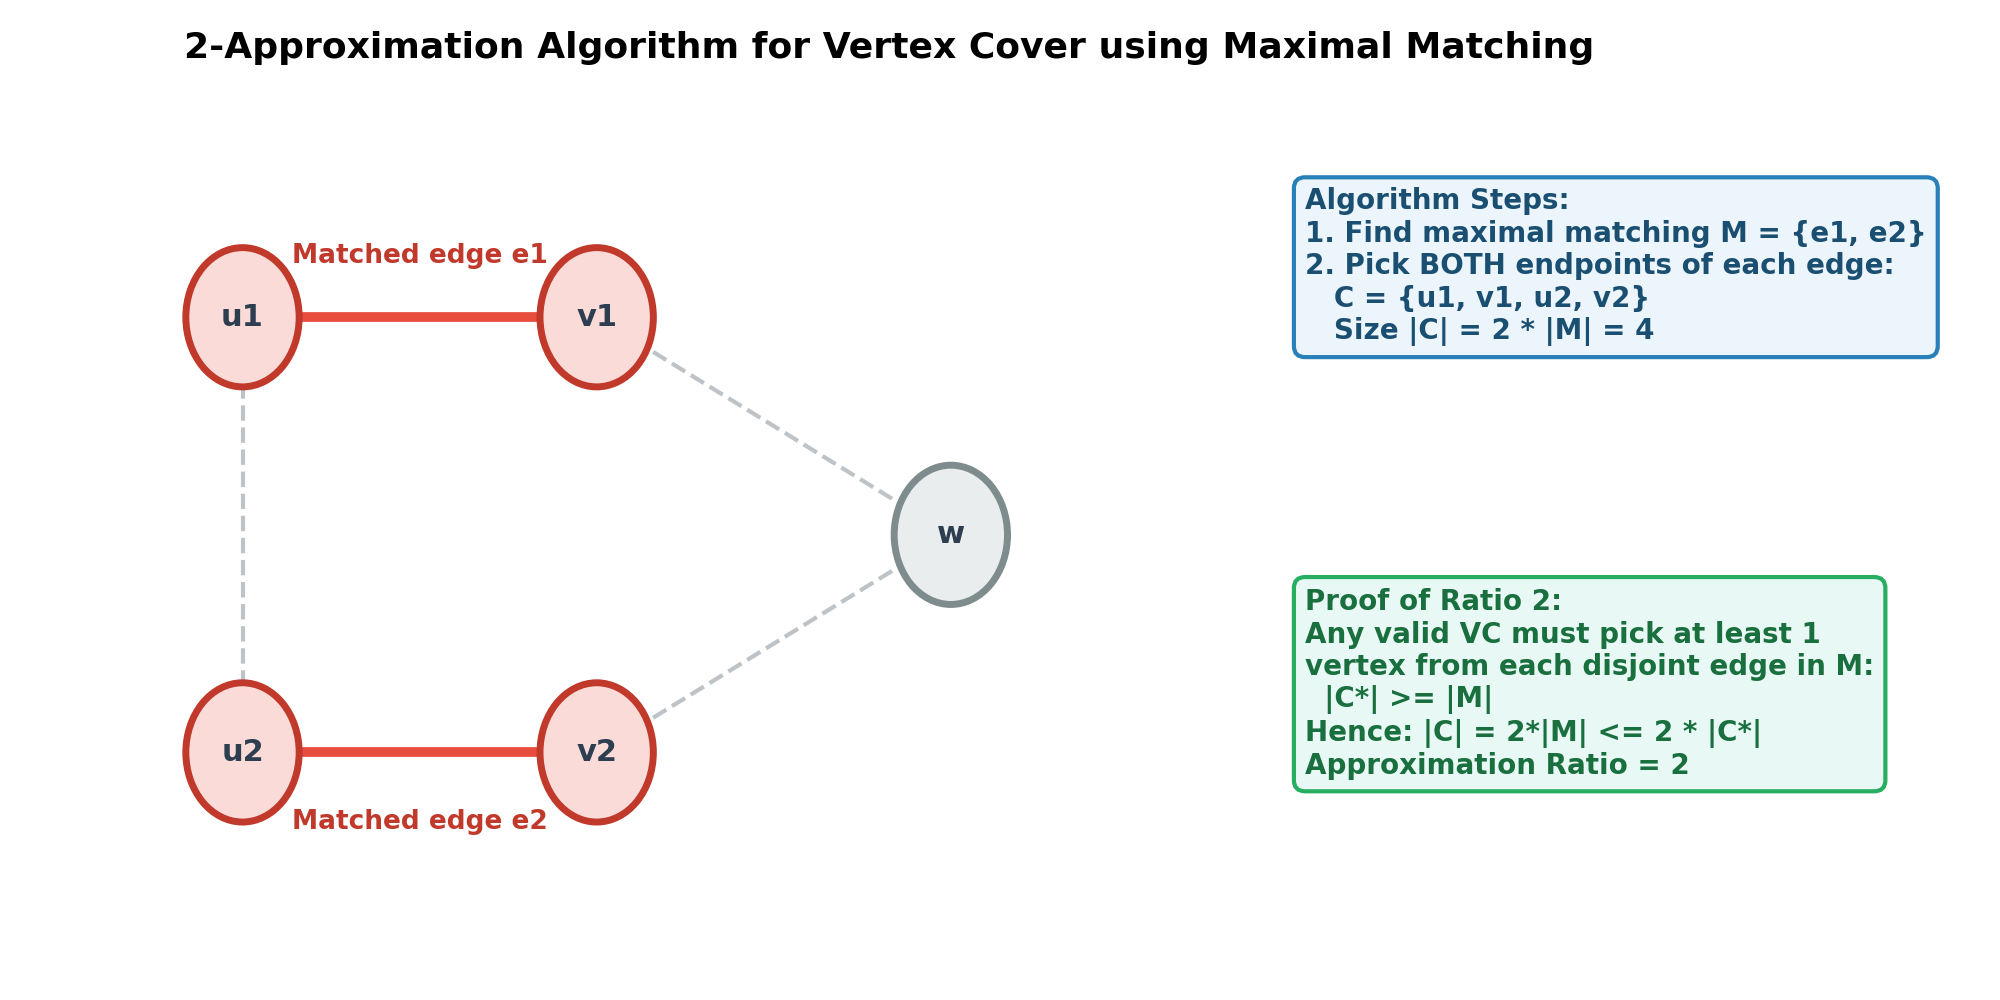 2-Approximation Algorithm for Vertex Cover using Maximal Matching
Matched edge e1
u1
v1
w
u2
v2
Matched edge e2
Algorithm Steps:
1. Find maximal matching M = {e1, e2}
2. Pick BOTH endpoints of each edge:
C = {u1, v1, u2, v2}
Size |C| = 2 * |M| = 4
Proof of Ratio 2:
Any valid VC must pick at least 1
vertex from each disjoint edge in M:
|C*| >= |M|
Hence: |C| = 2*|M| <= 2 * |C*|
Approximation Ratio = 2